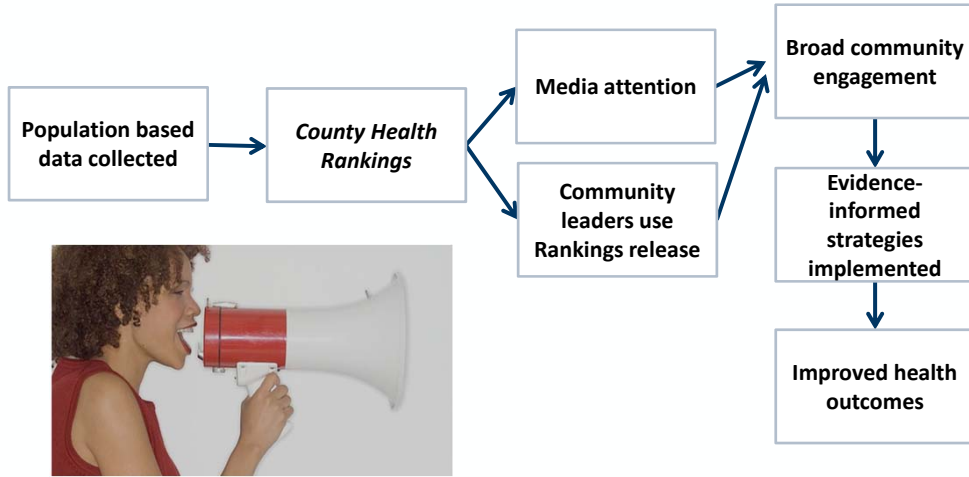 Population based
data collected
County Health
Rankings
Media attention
Community
leaders use
Rankings release
Broad community
engagement
Evidence-
informed
strategies
implemented
Improved health
outcomes